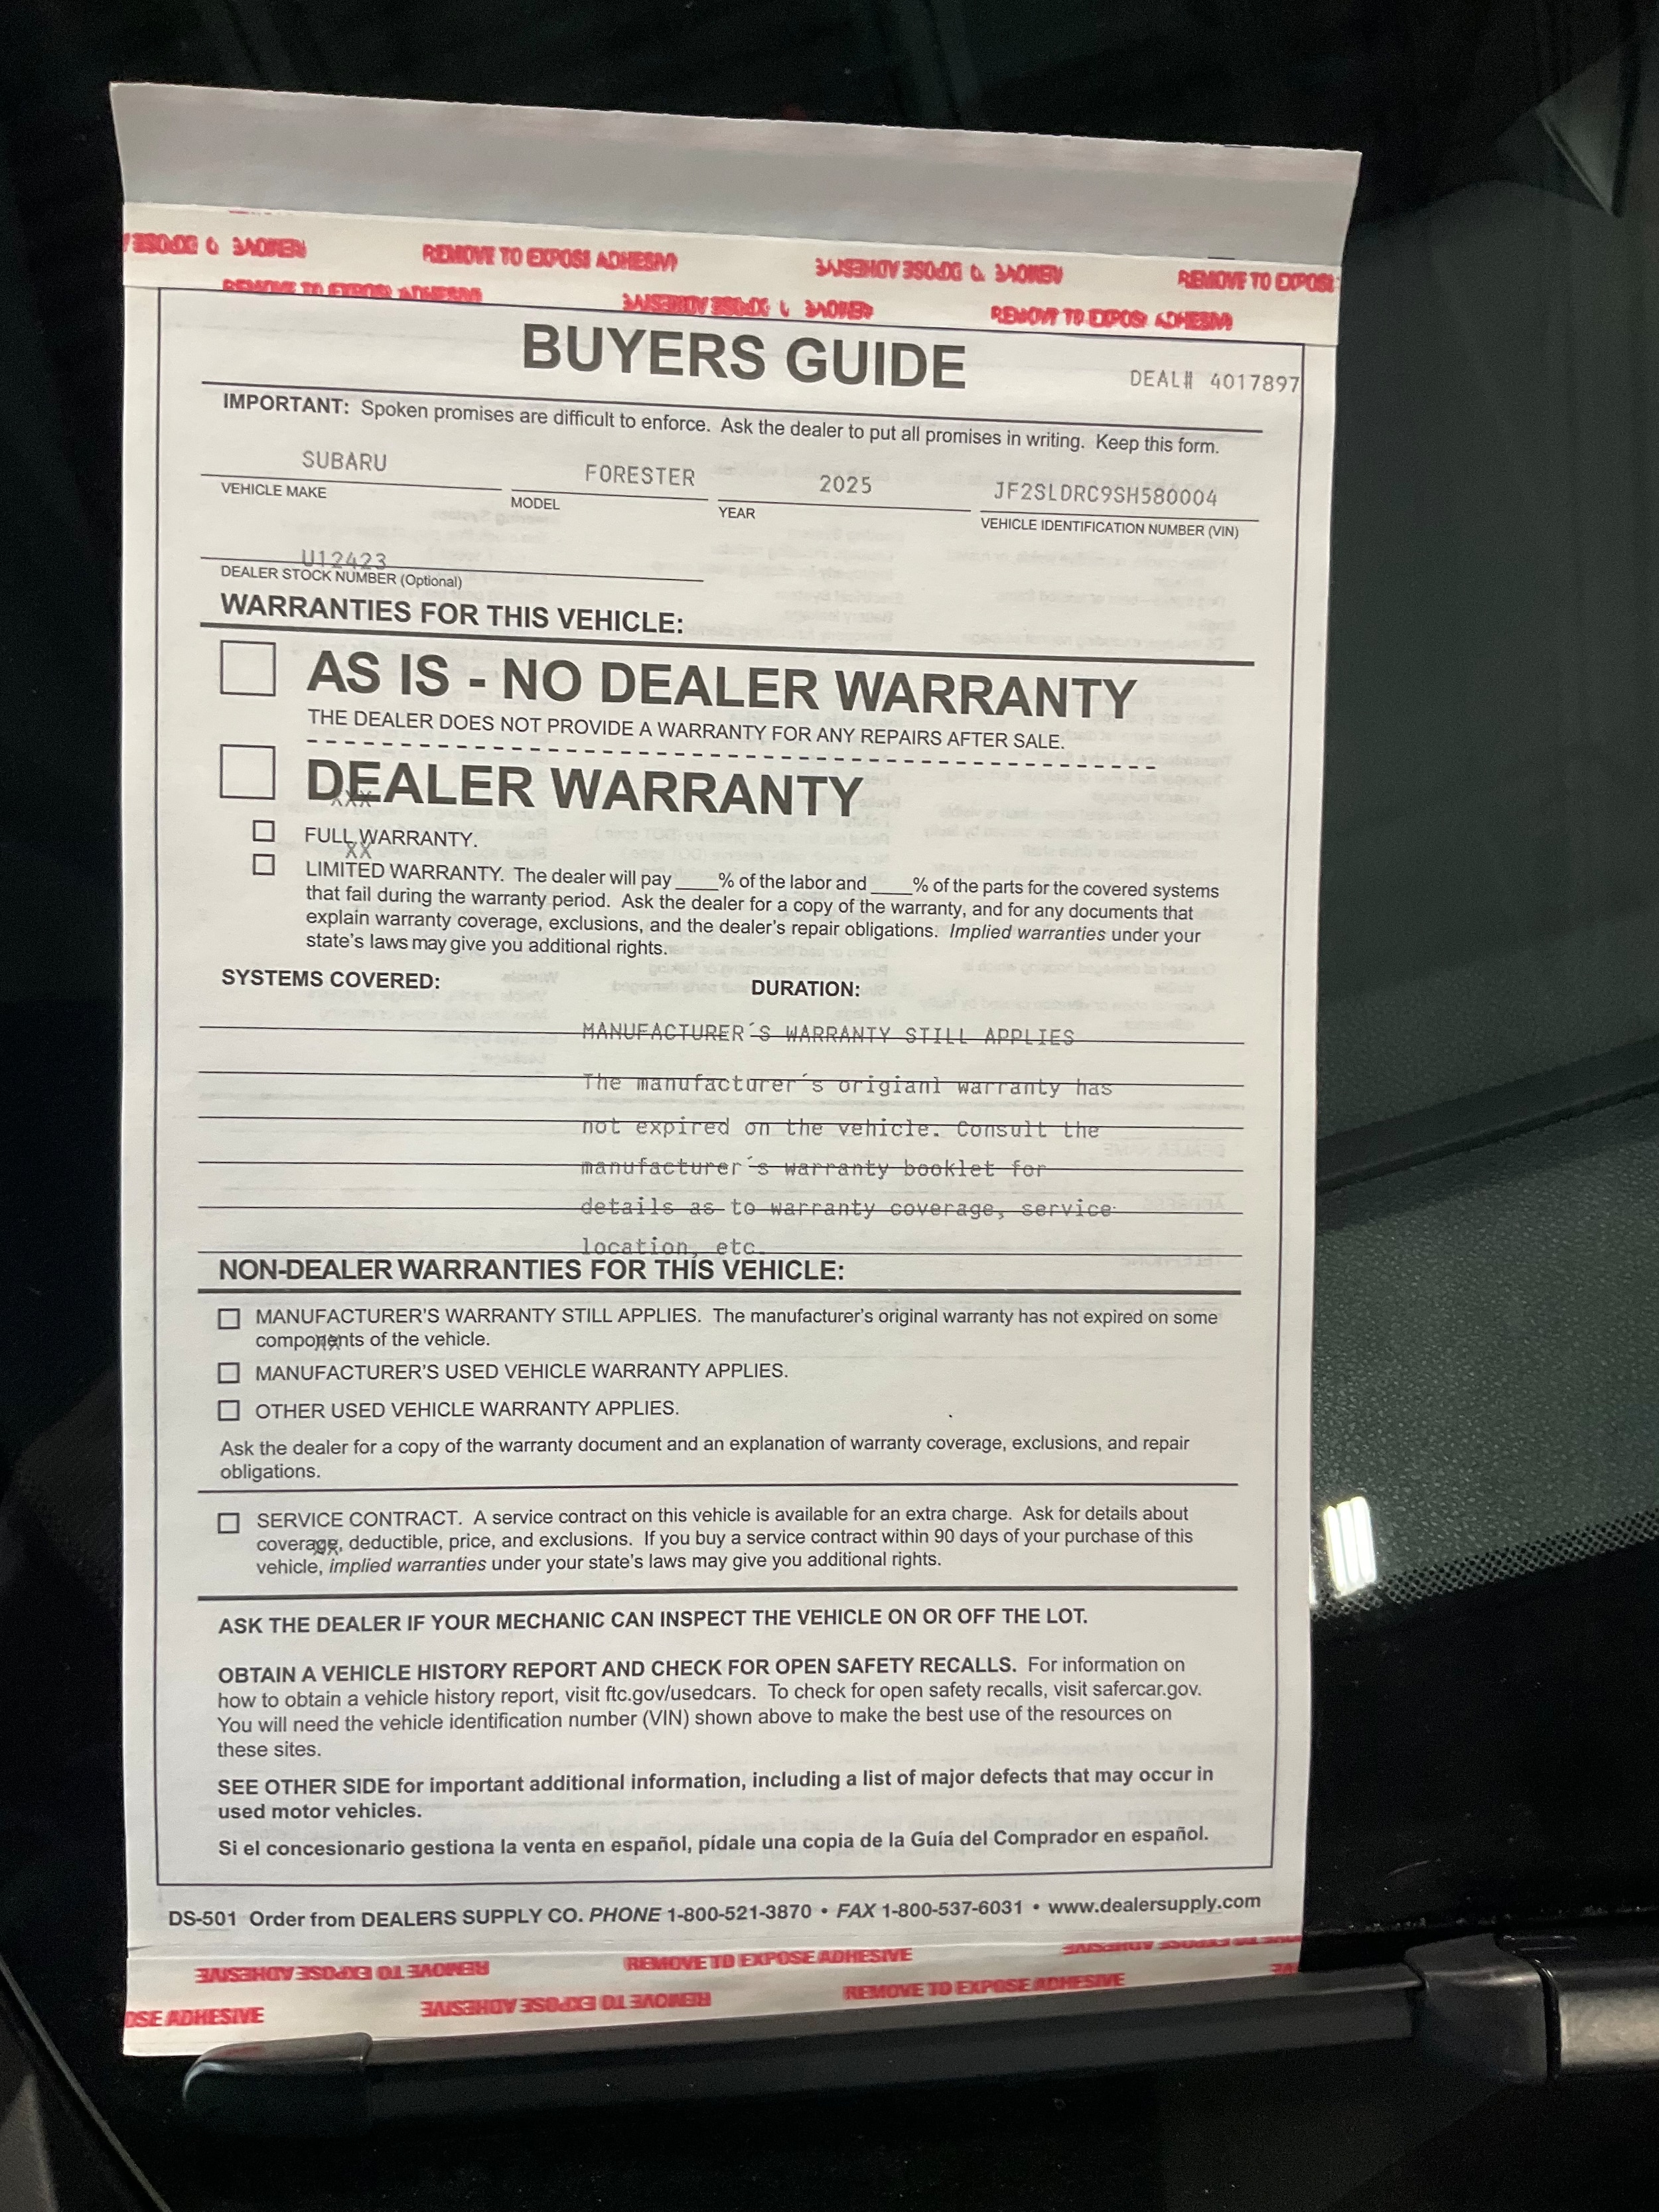 REMOVE TO EXPOSE ADHESIVE
REMOVE TO EXPOSE ADHESIVE
BUYERS GUIDE
DEAL# 4017897
IMPORTANT: Spoken promises are difficult to enforce. Ask the dealer to put all promises in writing. Keep this form.
SUBARU FORESTER 2025 JF2SLDRC9SH580004
VEHICLE MAKE MODEL YEAR VEHICLE IDENTIFICATION NUMBER (VIN)
U12423
DEALER STOCK NUMBER (Optional)
WARRANTIES FOR THIS VEHICLE:
AS IS - NO DEALER WARRANTY
THE DEALER DOES NOT PROVIDE A WARRANTY FOR ANY REPAIRS AFTER SALE.
DEALER WARRANTY
XXX
FULL WARRANTY.
XX
LIMITED WARRANTY. The dealer will pay ____% of the labor and ____% of the parts for the covered systems
that fail during the warranty period. Ask the dealer for a copy of the warranty, and for any documents that
explain warranty coverage, exclusions, and the dealer's repair obligations. Implied warranties under your
state's laws may give you additional rights.
SYSTEMS COVERED: DURATION:
MANUFACTURER´S WARRANTY STILL APPLIES
The manufacturer´s origianl warranty has
not expired on the vehicle. Consult the
manufacturer´s warranty booklet for
details as to warranty coverage, service
location, etc.
NON-DEALER WARRANTIES FOR THIS VEHICLE:
MANUFACTURER'S WARRANTY STILL APPLIES. The manufacturer's original warranty has not expired on some
components of the vehicle.
XX
MANUFACTURER'S USED VEHICLE WARRANTY APPLIES.
OTHER USED VEHICLE WARRANTY APPLIES.
Ask the dealer for a copy of the warranty document and an explanation of warranty coverage, exclusions, and repair
obligations.
SERVICE CONTRACT. A service contract on this vehicle is available for an extra charge. Ask for details about
coverage, deductible, price, and exclusions. If you buy a service contract within 90 days of your purchase of this
XX
vehicle, implied warranties under your state's laws may give you additional rights.
ASK THE DEALER IF YOUR MECHANIC CAN INSPECT THE VEHICLE ON OR OFF THE LOT.
OBTAIN A VEHICLE HISTORY REPORT AND CHECK FOR OPEN SAFETY RECALLS. For information on
how to obtain a vehicle history report, visit ftc.gov/usedcars. To check for open safety recalls, visit safercar.gov.
You will need the vehicle identification number (VIN) shown above to make the best use of the resources on
these sites.
SEE OTHER SIDE for important additional information, including a list of major defects that may occur in
used motor vehicles.
Si el concesionario gestiona la venta en español, pídale una copia de la Guía del Comprador en español.
DS-501 Order from DEALERS SUPPLY CO. PHONE 1-800-521-3870 • FAX 1-800-537-6031 • www.dealersupply.com
REMOVE TO EXPOSE ADHESIVE REMOVE TO EXPOSE ADHESIVE
OSE ADHESIVE REMOVE TO EXPOSE ADHESIVE REMOVE TO EXPOSE ADHESIVE